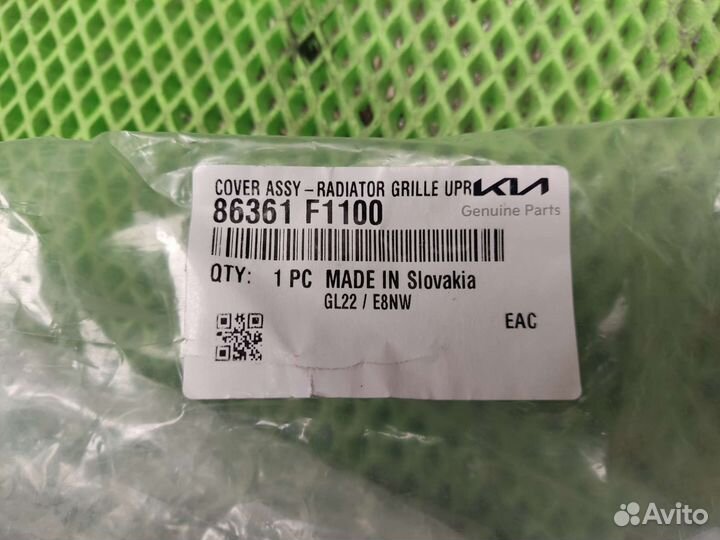 COVER ASSY-RADIATOR GRILLE UPR KIA
86361 F1100 Genuine Parts
QTY: 1 PC MADE IN Slovakia
GL22 / E8NW
EAC
Avito